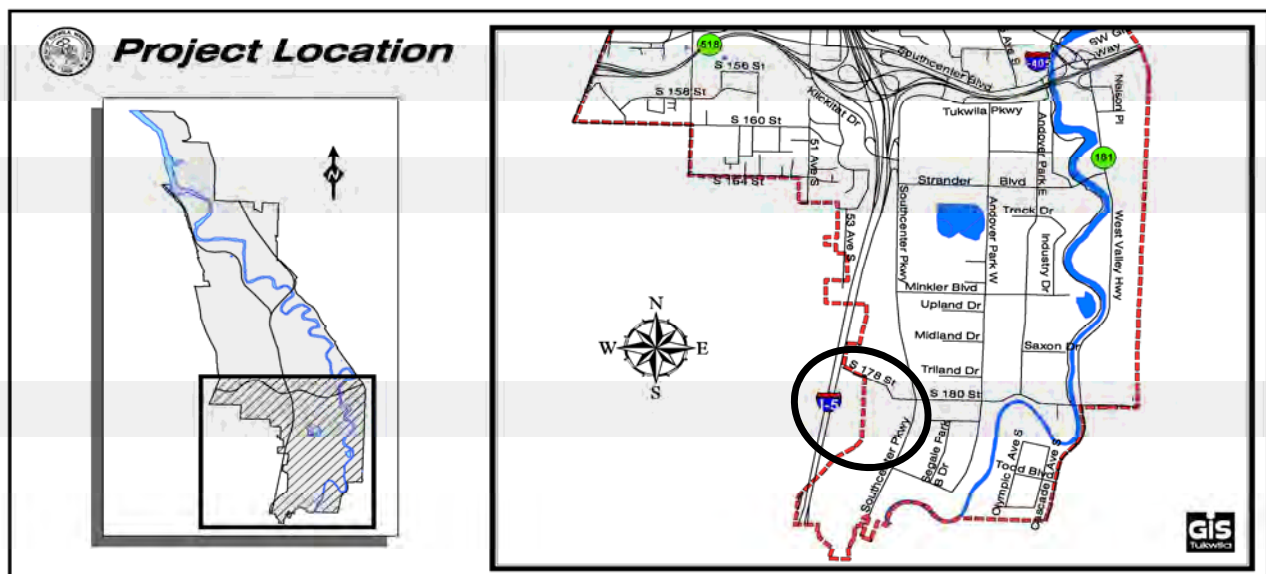 Project Location
N
518
S 156 St
S 158 St
S 160 St
S 164 St
Klickitat Dr
51 Ave S
53 Ave S
Southcenter Blvd
Ave S
I-405
SW Gr
Way
Nelson Pl
Tukwila Pkwy
Andover Park E
181
Strander Blvd
Treck Dr
Southcenter Pkwy
Andover Park W
Industry Dr
West Valley Hwy
Minkler Blvd
Upland Dr
Midland Dr
Saxon Dr
Triland Dr
N
W
E
S
S 178 St
S 180 St
I-5
Southcenter Pkwy
Segale Park
B Dr
Olympic Ave S
Todd Blvd
Cascade Ave S
GIS
Tukwila